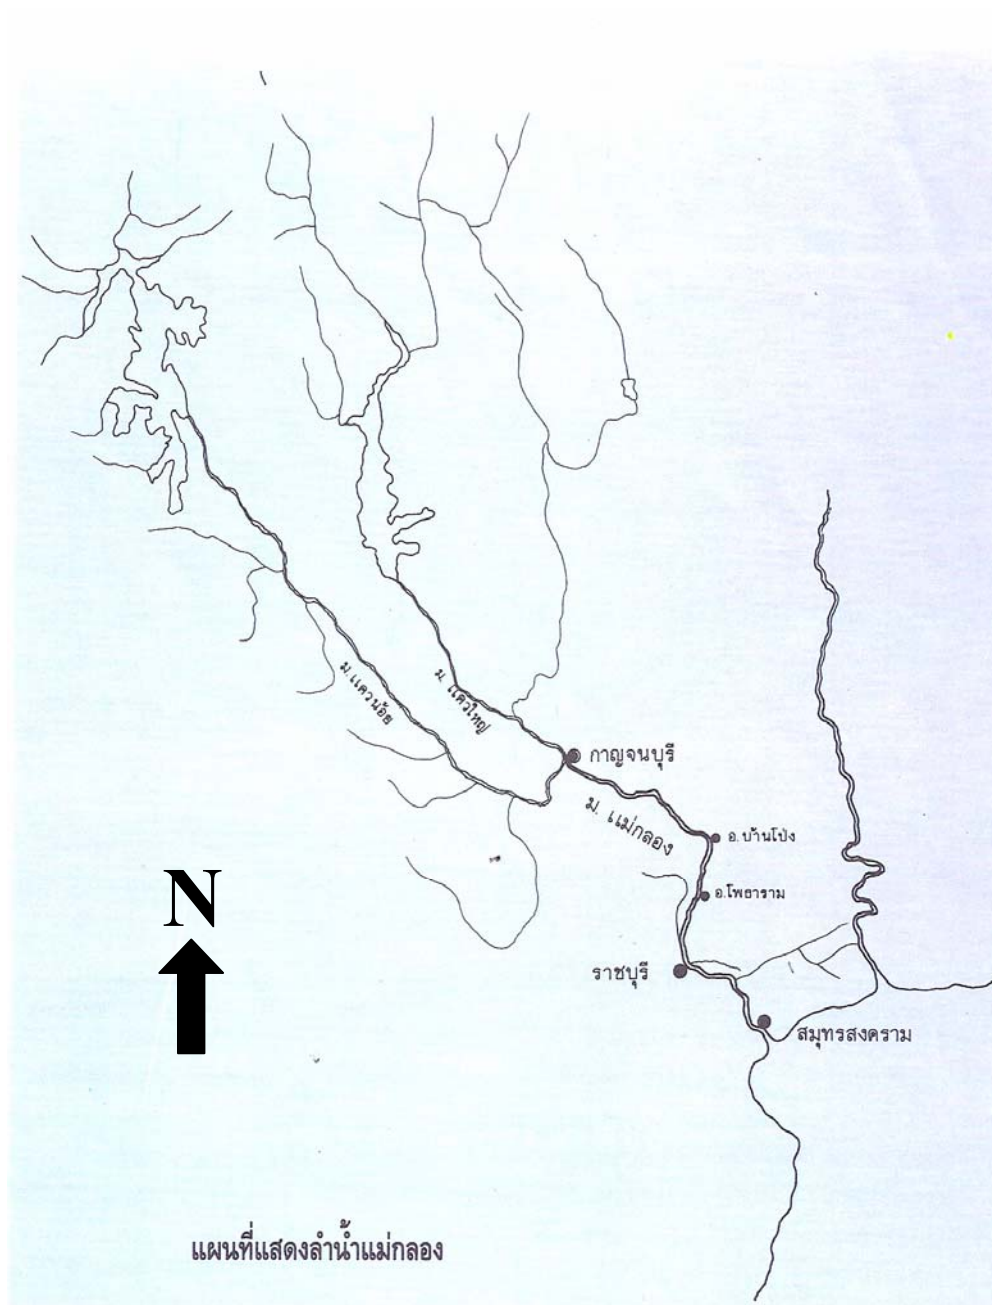 ม. แควใหญ่
ม.แควน้อย
กาญจนบุรี
ม. แม่กลอง
อ.บ้านโป่ง
อ.โพธาราม
N
ราชบุรี
สมุทรสงคราม
แผนที่แสดงลำน้ำแม่กลอง